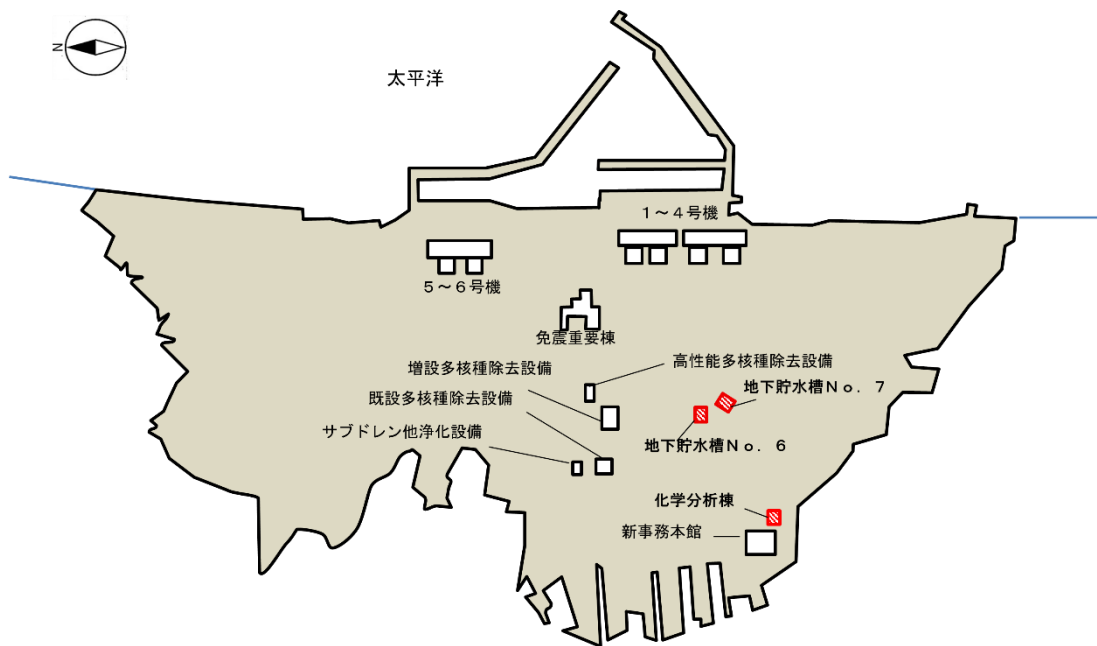 N
太平洋
１～４号機
５～６号機
免震重要棟
増設多核種除去設備
高性能多核種除去設備
既設多核種除去設備
地下貯水槽Ｎｏ．７
サブドレン他浄化設備
地下貯水槽Ｎｏ．６
化学分析棟
新事務本館